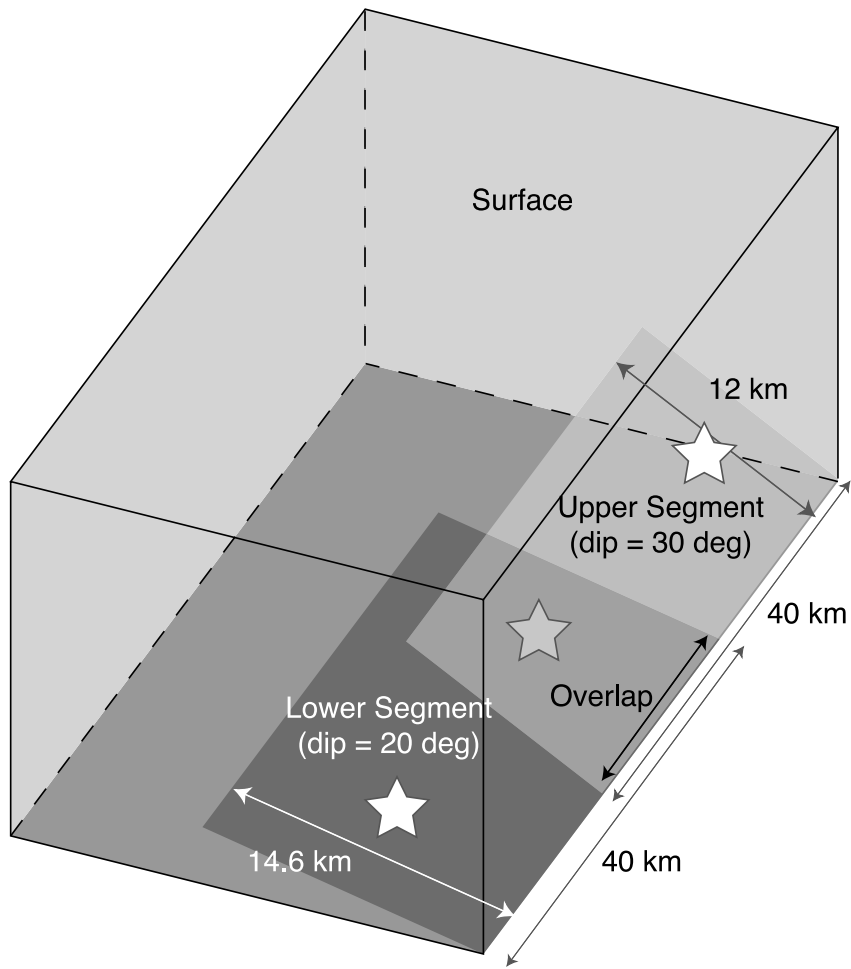 Surface
12 km
Upper Segment
(dip = 30 deg)
40 km
Overlap
Lower Segment
(dip = 20 deg)
14.6 km
40 km